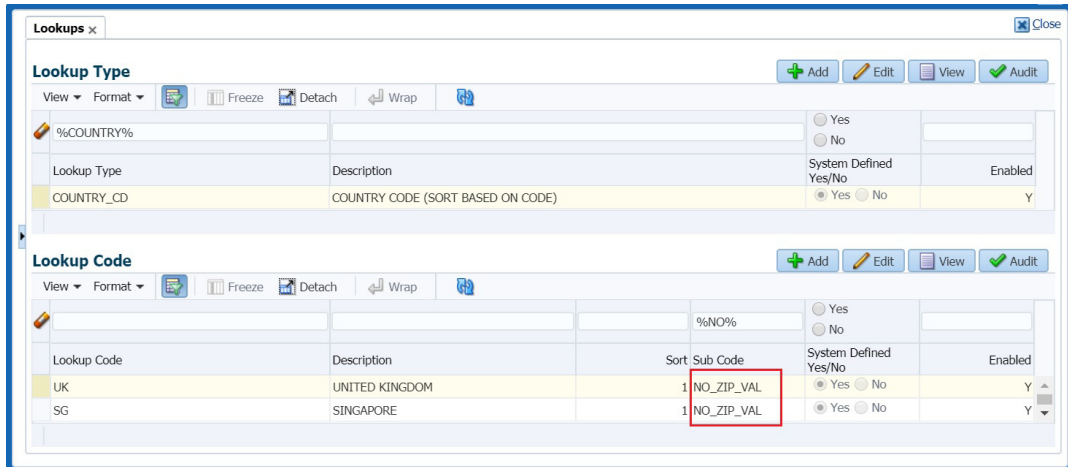 Lookups ×
Close
Lookup Type
Add Edit View Audit
View Format Freeze Detach Wrap
%COUNTRY%
Yes
No
Lookup Type Description System Defined Yes/No Enabled
COUNTRY_CD COUNTRY CODE (SORT BASED ON CODE) Yes No Y
Lookup Code
Add Edit View Audit
View Format Freeze Detach Wrap
%NO%
Yes
No
Lookup Code Description Sort Sub Code System Defined Yes/No Enabled
UK UNITED KINGDOM 1 NO_ZIP_VAL Yes No Y
SG SINGAPORE 1 NO_ZIP_VAL Yes No Y